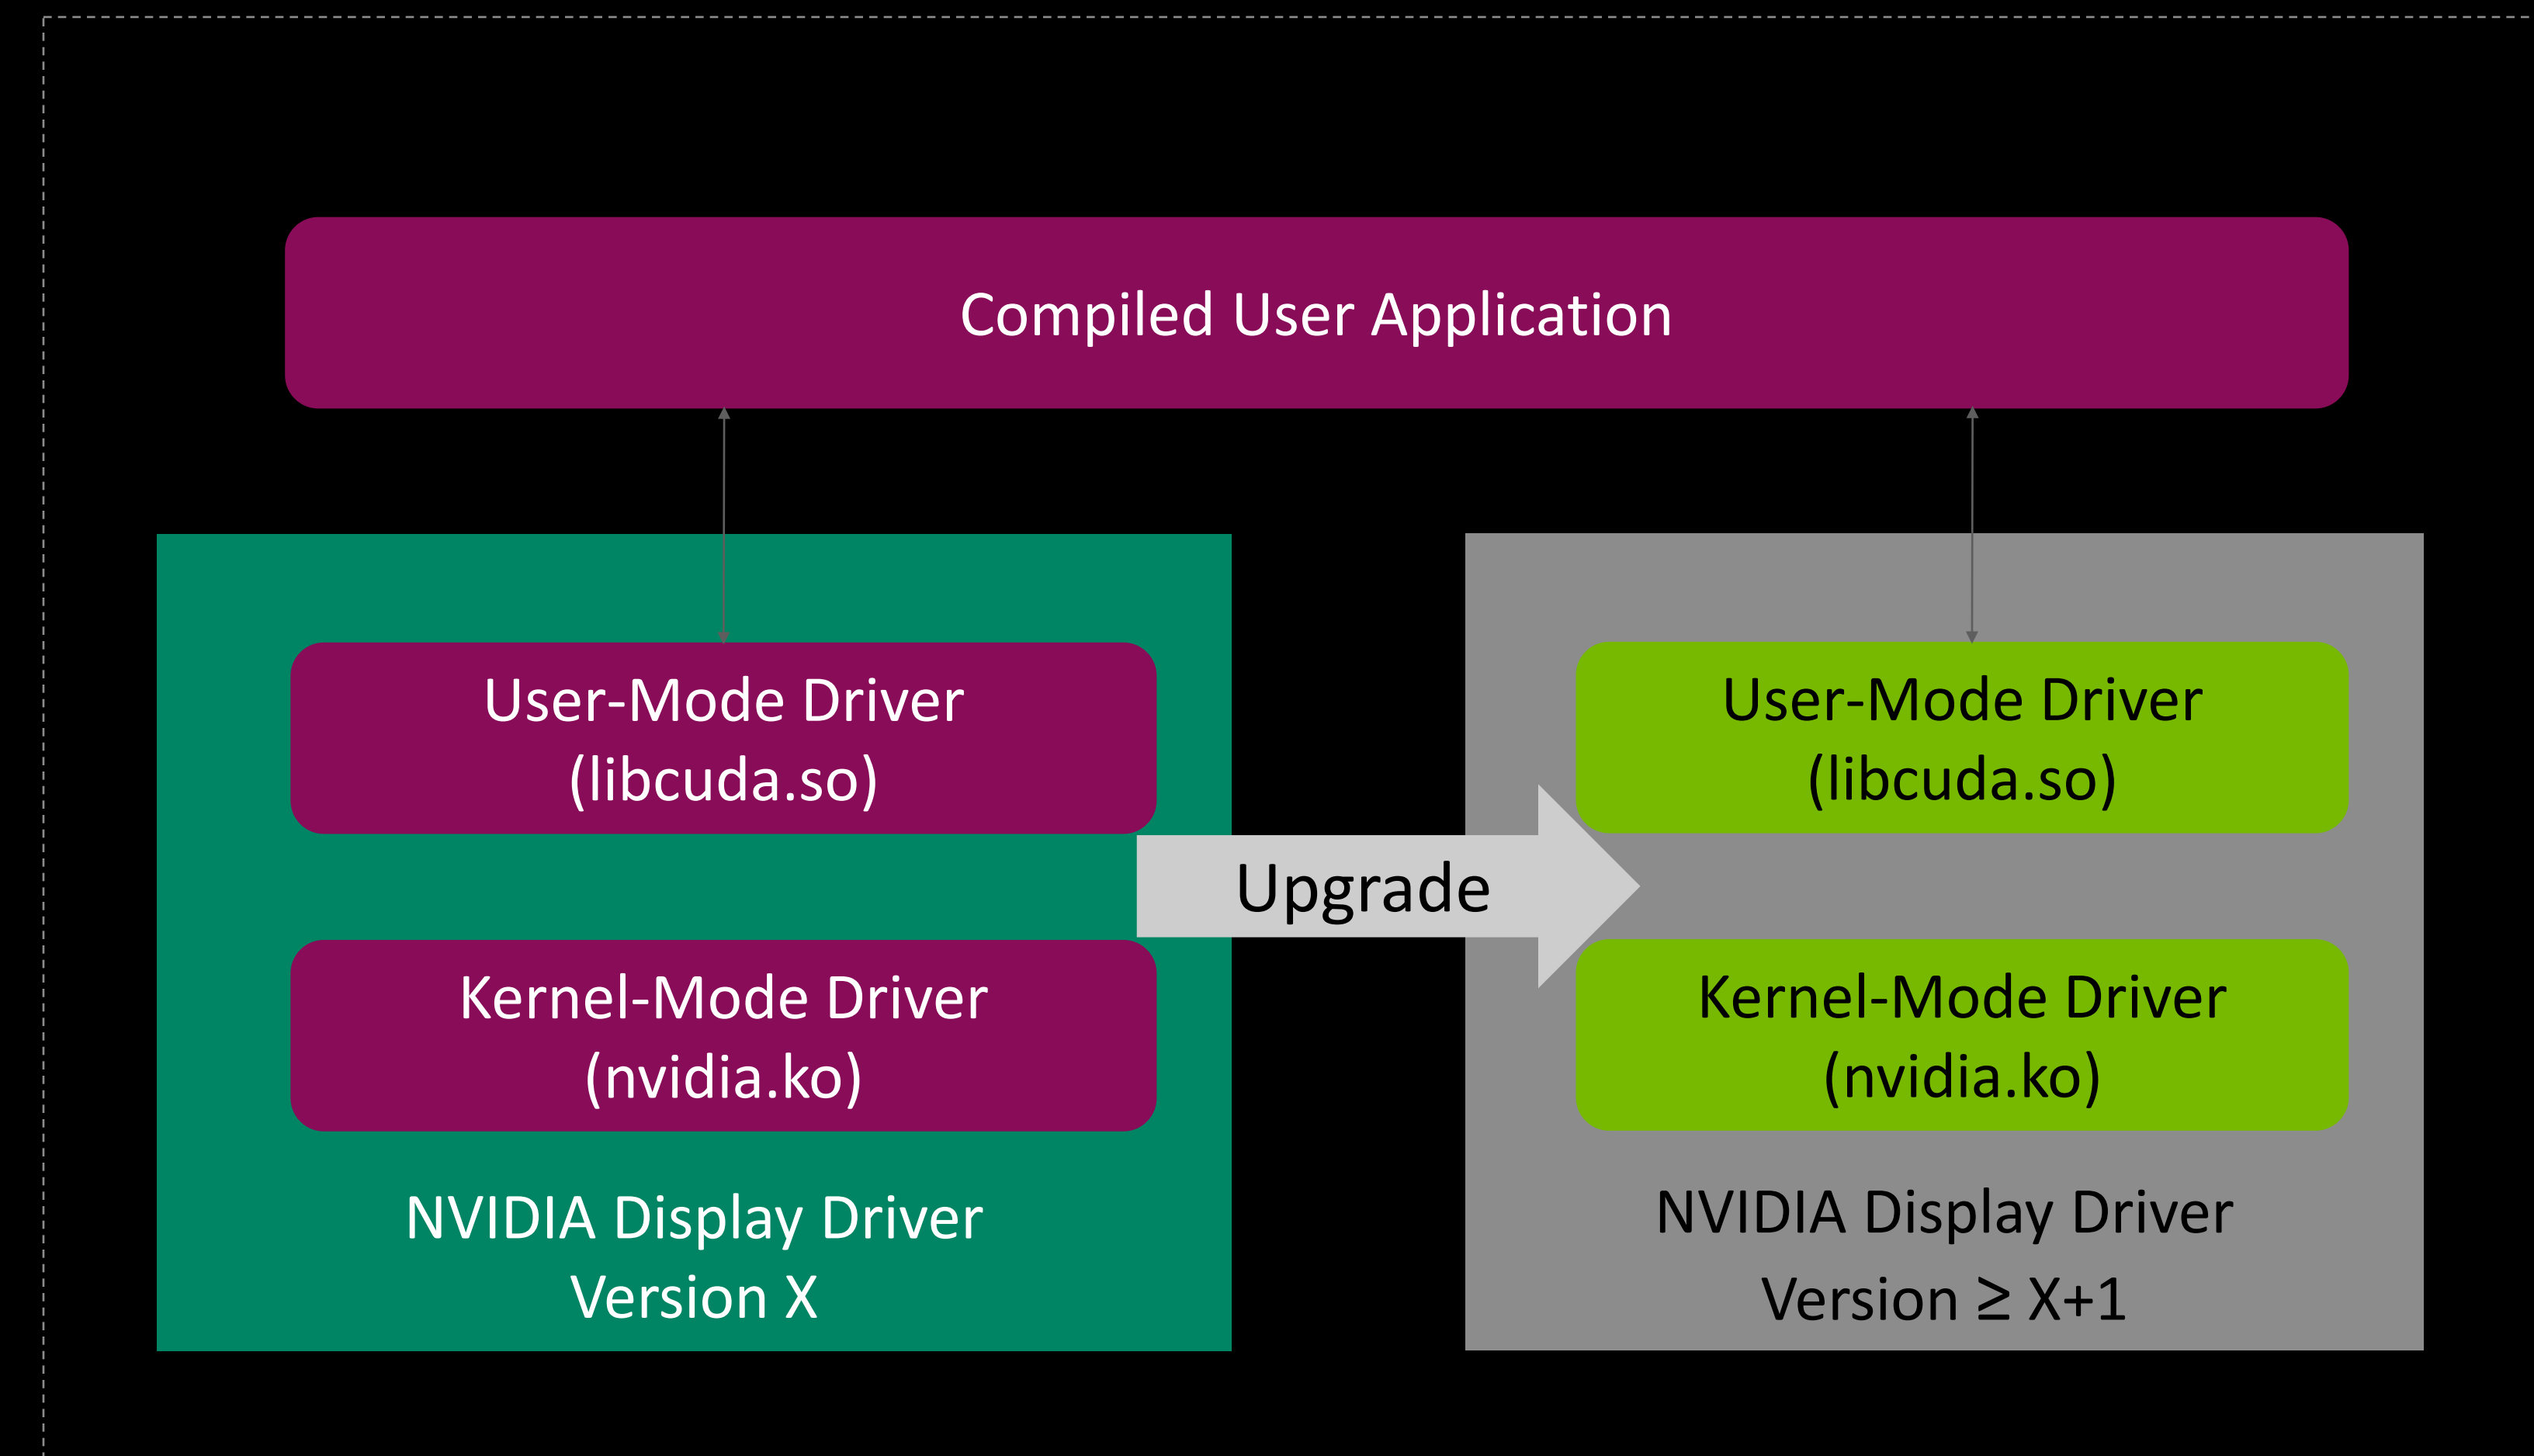 Compiled User Application
User-Mode Driver
(libcuda.so)
Kernel-Mode Driver
(nvidia.ko)
NVIDIA Display Driver
Version X
Upgrade
User-Mode Driver
(libcuda.so)
Kernel-Mode Driver
(nvidia.ko)
NVIDIA Display Driver
Version ≥ X+1